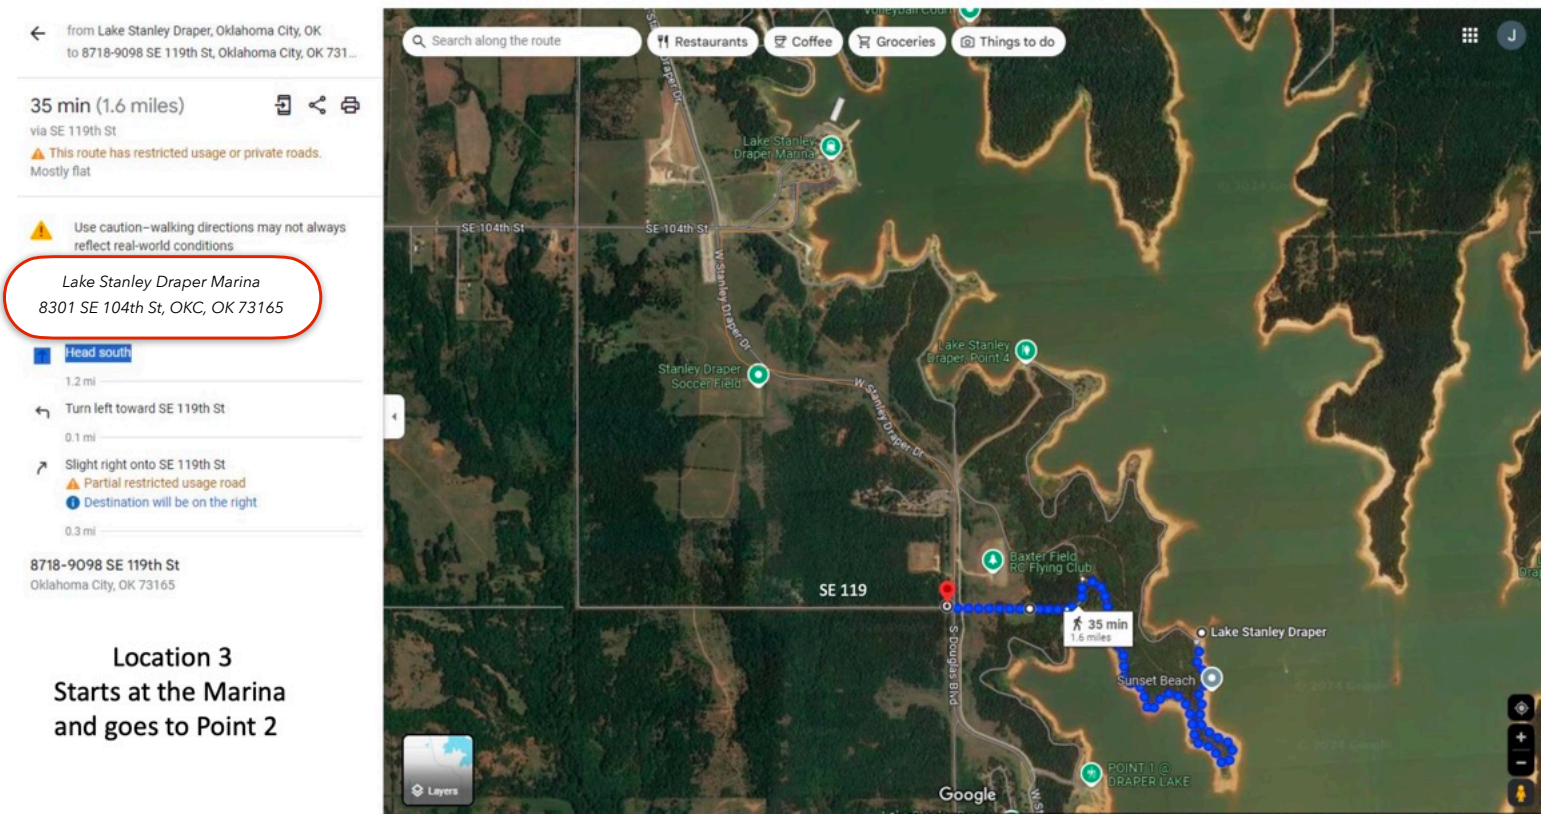 from Lake Stanley Draper, Oklahoma City, OK
to 8718-9098 SE 119th St, Oklahoma City, OK 731...
35 min (1.6 miles)
via SE 119th St
This route has restricted usage or private roads.
Mostly flat
Use caution–walking directions may not always
reflect real-world conditions
Lake Stanley Draper Marina
8301 SE 104th St, OKC, OK 73165
Head south
1.2 mi
Turn left toward SE 119th St
0.1 mi
Slight right onto SE 119th St
Partial restricted usage road
Destination will be on the right
0.3 mi
8718-9098 SE 119th St
Oklahoma City, OK 73165
Location 3
Starts at the Marina
and goes to Point 2
Volleyball Court
Search along the route
Restaurants
Coffee
Groceries
Things to do
J
Draper Dr
Lake Stanley
Draper Marina
SE 104th St
SE 104th St
W Stanley Draper Dr
Lake Stanley
Draper, Point 4
Stanley Draper
Soccer Field
W Stanley Draper Dr
Baxter Field
RC Flying Club
SE 119
35 min
1.6 miles
Lake Stanley Draper
Sunset Beach
S Douglas Blvd
POINT 1 @
DRAPER LAKE
W St
Layers
Google